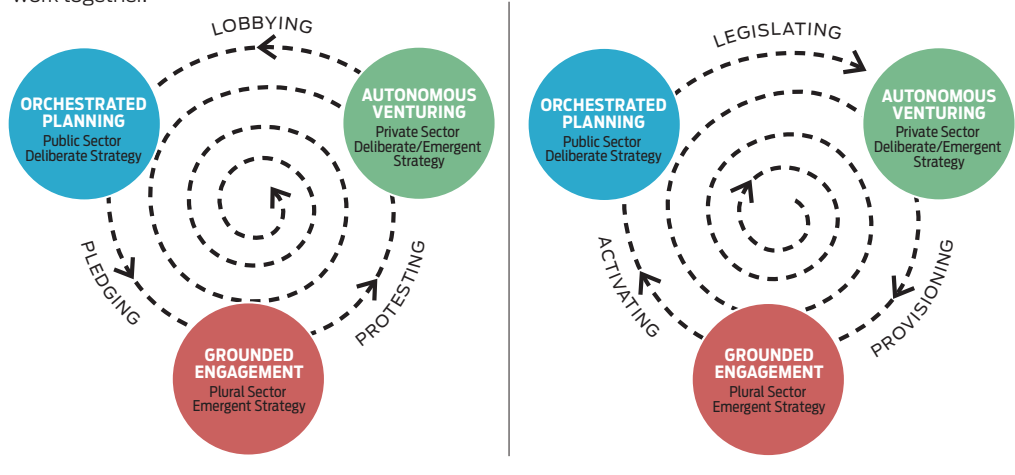 work together.
LOBBYING
ORCHESTRATED
PLANNING
Public Sector
Deliberate Strategy
AUTONOMOUS
VENTURING
Private Sector
Deliberate/Emergent
Strategy
PLEDGING
PROTESTING
GROUNDED
ENGAGEMENT
Plural Sector
Emergent Strategy
LEGISLATING
ORCHESTRATED
PLANNING
Public Sector
Deliberate Strategy
AUTONOMOUS
VENTURING
Private Sector
Deliberate/Emergent
Strategy
ACTIVATING
PROVISIONING
GROUNDED
ENGAGEMENT
Plural Sector
Emergent Strategy